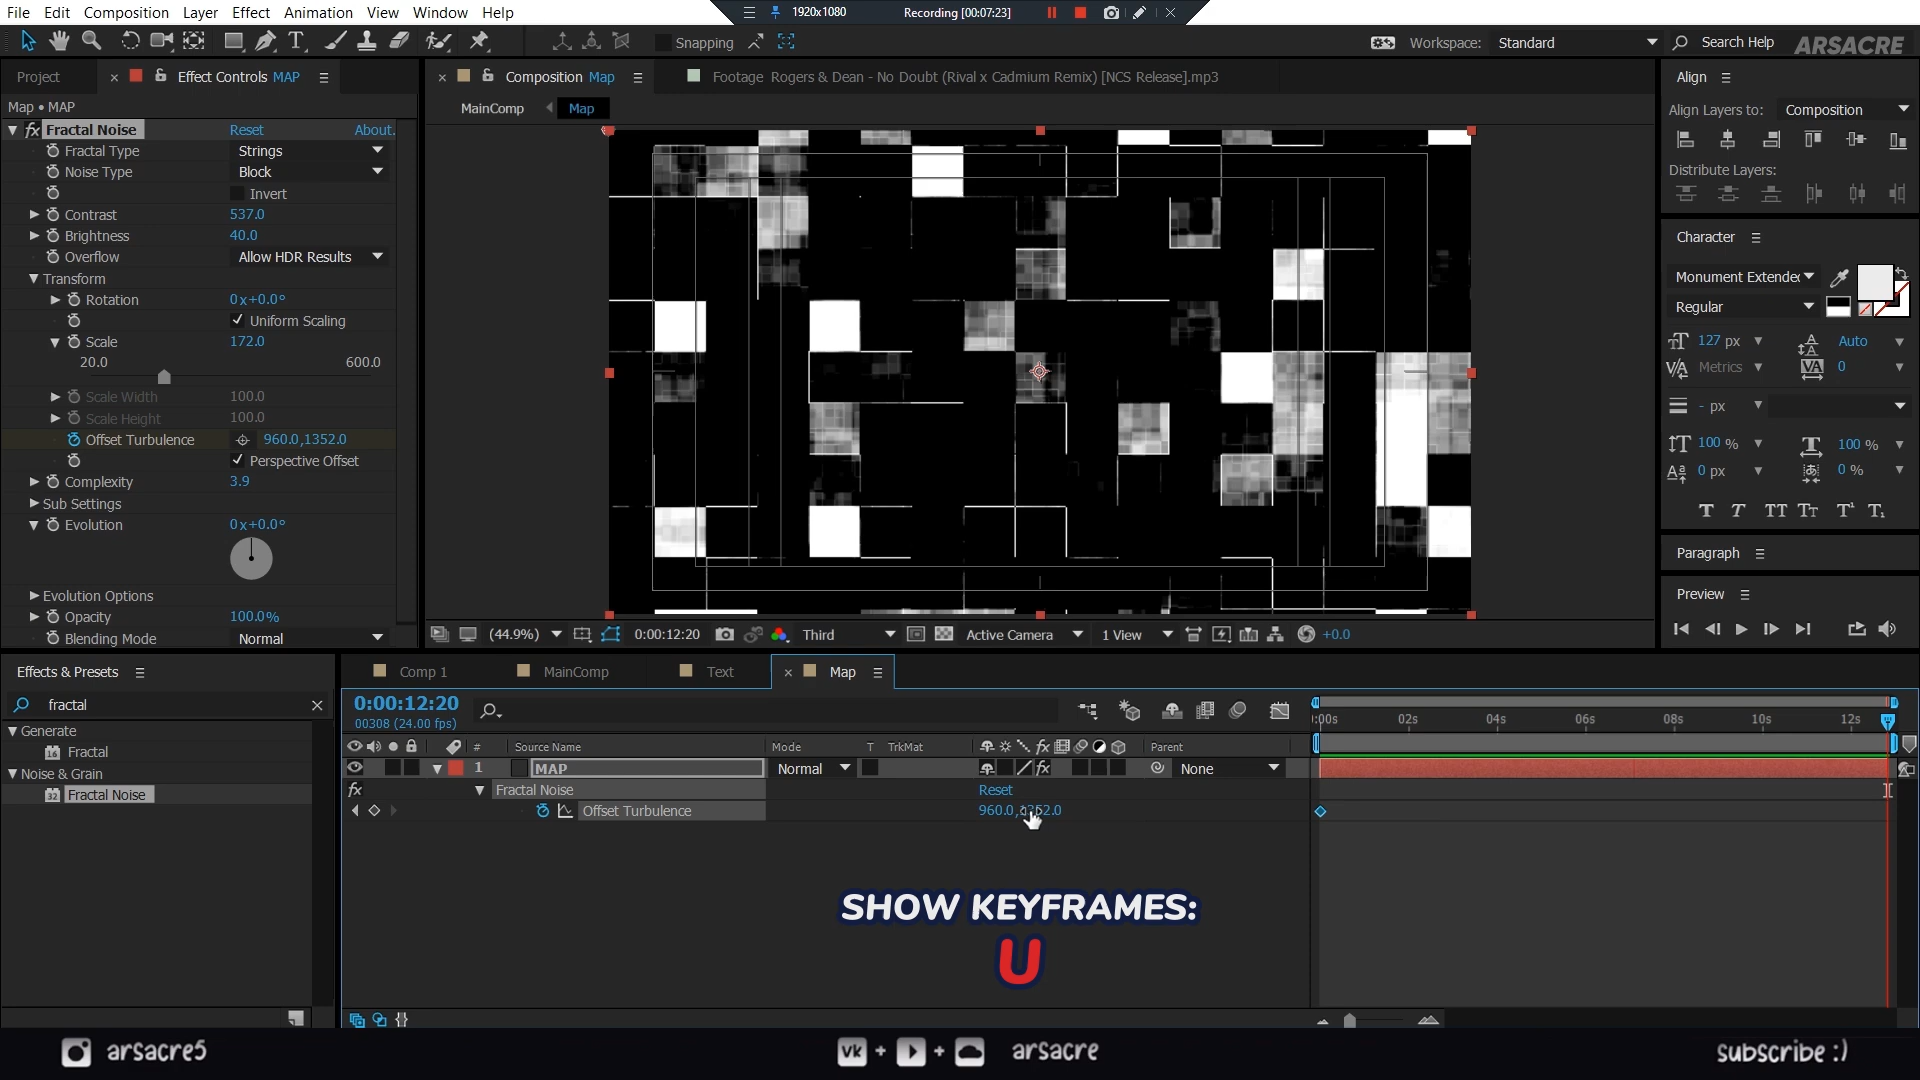 File Edit Composition Layer Effect Animation View Window Help
1920x1080 Recording [00:07:23]
Snapping
Workspace: Standard
Search Help
ARSACRE
Project
Effect Controls MAP
Composition Map
Footage Rogers & Dean - No Doubt (Rival x Cadmium Remix) [NCS Release].mp3
Map • MAP
MainComp Map
fx Fractal Noise Reset About.
Fractal Type Strings
Noise Type Block
Invert
Contrast 537.0
Brightness 40.0
Overflow Allow HDR Results
Transform
Rotation 0x+0.0°
Uniform Scaling
Scale 172.0
20.0 600.0
Scale Width 100.0
Scale Height 100.0
Offset Turbulence 960.0,1352.0
Perspective Offset
Complexity 3.9
Sub Settings
Evolution 0x+0.0°
Evolution Options
Opacity 100.0%
Blending Mode Normal
(44.9%) 0:00:12:20 Third Active Camera 1 View +0.0
Align
Align Layers to: Composition
Distribute Layers:
Character
Monument Extended
Regular
127 px Auto
Metrics 0
- px
100 % 100 %
0 px 0 %
Paragraph
Preview
Effects & Presets
fractal
Generate
Fractal
Noise & Grain
Fractal Noise
Comp 1 MainComp Text Map
0:00:12:20
00308 (24.00 fps)
:00s 02s 04s 06s 08s 10s 12s
# Source Name Mode T TrkMat Parent
1 MAP Normal None
Fractal Noise Reset
Offset Turbulence 960.0,1352.0
SHOW KEYFRAMES:
U
arsacre5
VK + + arsacre
subscribe :)